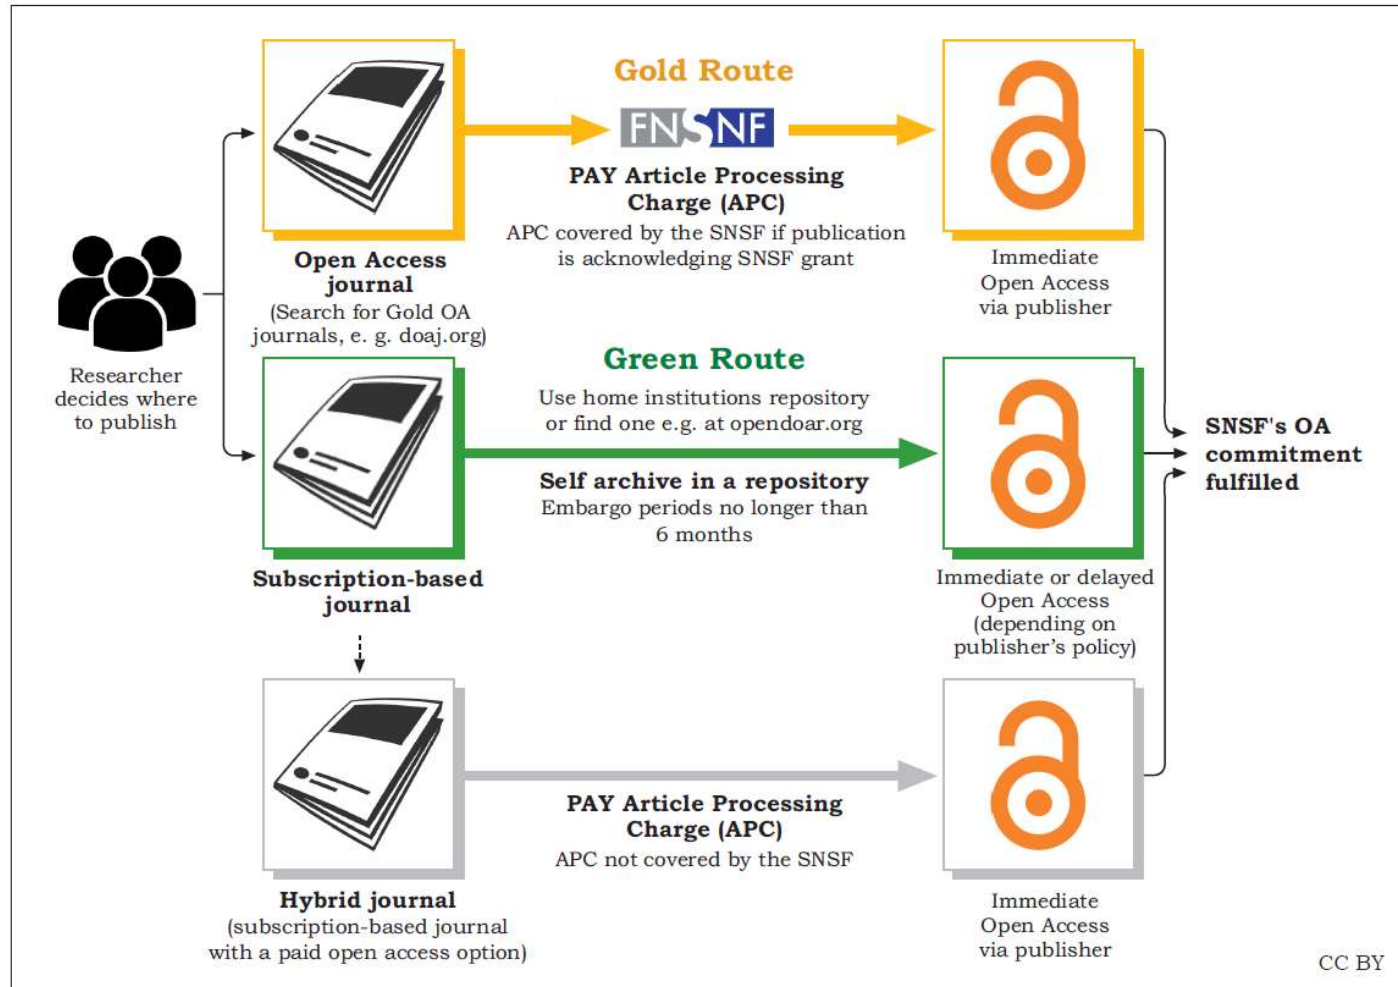 Gold Route
FNSNF
PAY Article Processing
Charge (APC)
APC covered by the SNSF if publication
is acknowledging SNSF grant
Open Access
journal
(Search for Gold OA
journals, e. g. doaj.org)
Immediate
Open Access
via publisher
Researcher
decides where
to publish
Green Route
Use home institutions repository
or find one e.g. at opendoar.org
Self archive in a repository
Embargo periods no longer than
6 months
Subscription-based
journal
Immediate or delayed
Open Access
(depending on
publisher’s policy)
SNSF's OA
commitment
fulfilled
PAY Article Processing
Charge (APC)
APC not covered by the SNSF
Hybrid journal
(subscription-based journal
with a paid open access option)
Immediate
Open Access
via publisher
CC BY